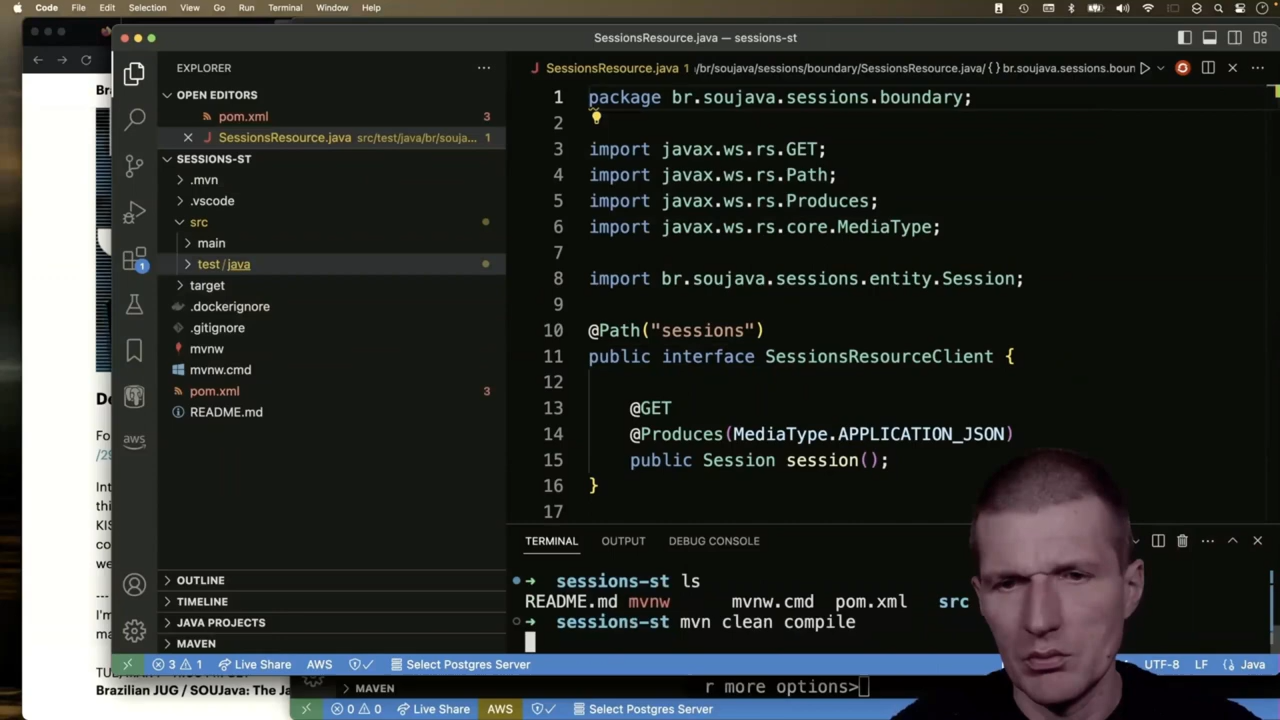 Code File Edit Selection View Go Run Terminal Window Help
SessionsResource.java — sessions-st
EXPLORER
OPEN EDITORS
pom.xml 3
SessionsResource.java src/test/java/br/souja... 1
SESSIONS-ST
.mvn
.vscode
src
main
test/java
target
.dockerignore
.gitignore
mvnw
mvnw.cmd
pom.xml 3
README.md
OUTLINE
TIMELINE
JAVA PROJECTS
MAVEN
1
aws
SessionsResource.java 1 /br/soujava/sessions/boundary/SessionsResource.java/{} br.soujava.sessions.boun
1 package br.soujava.sessions.boundary;
2
3 import javax.ws.rs.GET;
4 import javax.ws.rs.Path;
5 import javax.ws.rs.Produces;
6 import javax.ws.rs.core.MediaType;
7
8 import br.soujava.sessions.entity.Session;
9
10 @Path("sessions")
11 public interface SessionsResourceClient {
12
13 @GET
14 @Produces(MediaType.APPLICATION_JSON)
15 public Session session();
16 }
17
TERMINAL OUTPUT DEBUG CONSOLE
➜ sessions-st ls
README.md mvnw mvnw.cmd pom.xml src
➜ sessions-st mvn clean compile
3 1 Live Share AWS Select Postgres Server UTF-8 LF {} Java
MAVEN r more options>
0 0 Live Share AWS Select Postgres Server
Brazilian JUG / SOUJava: The Ja